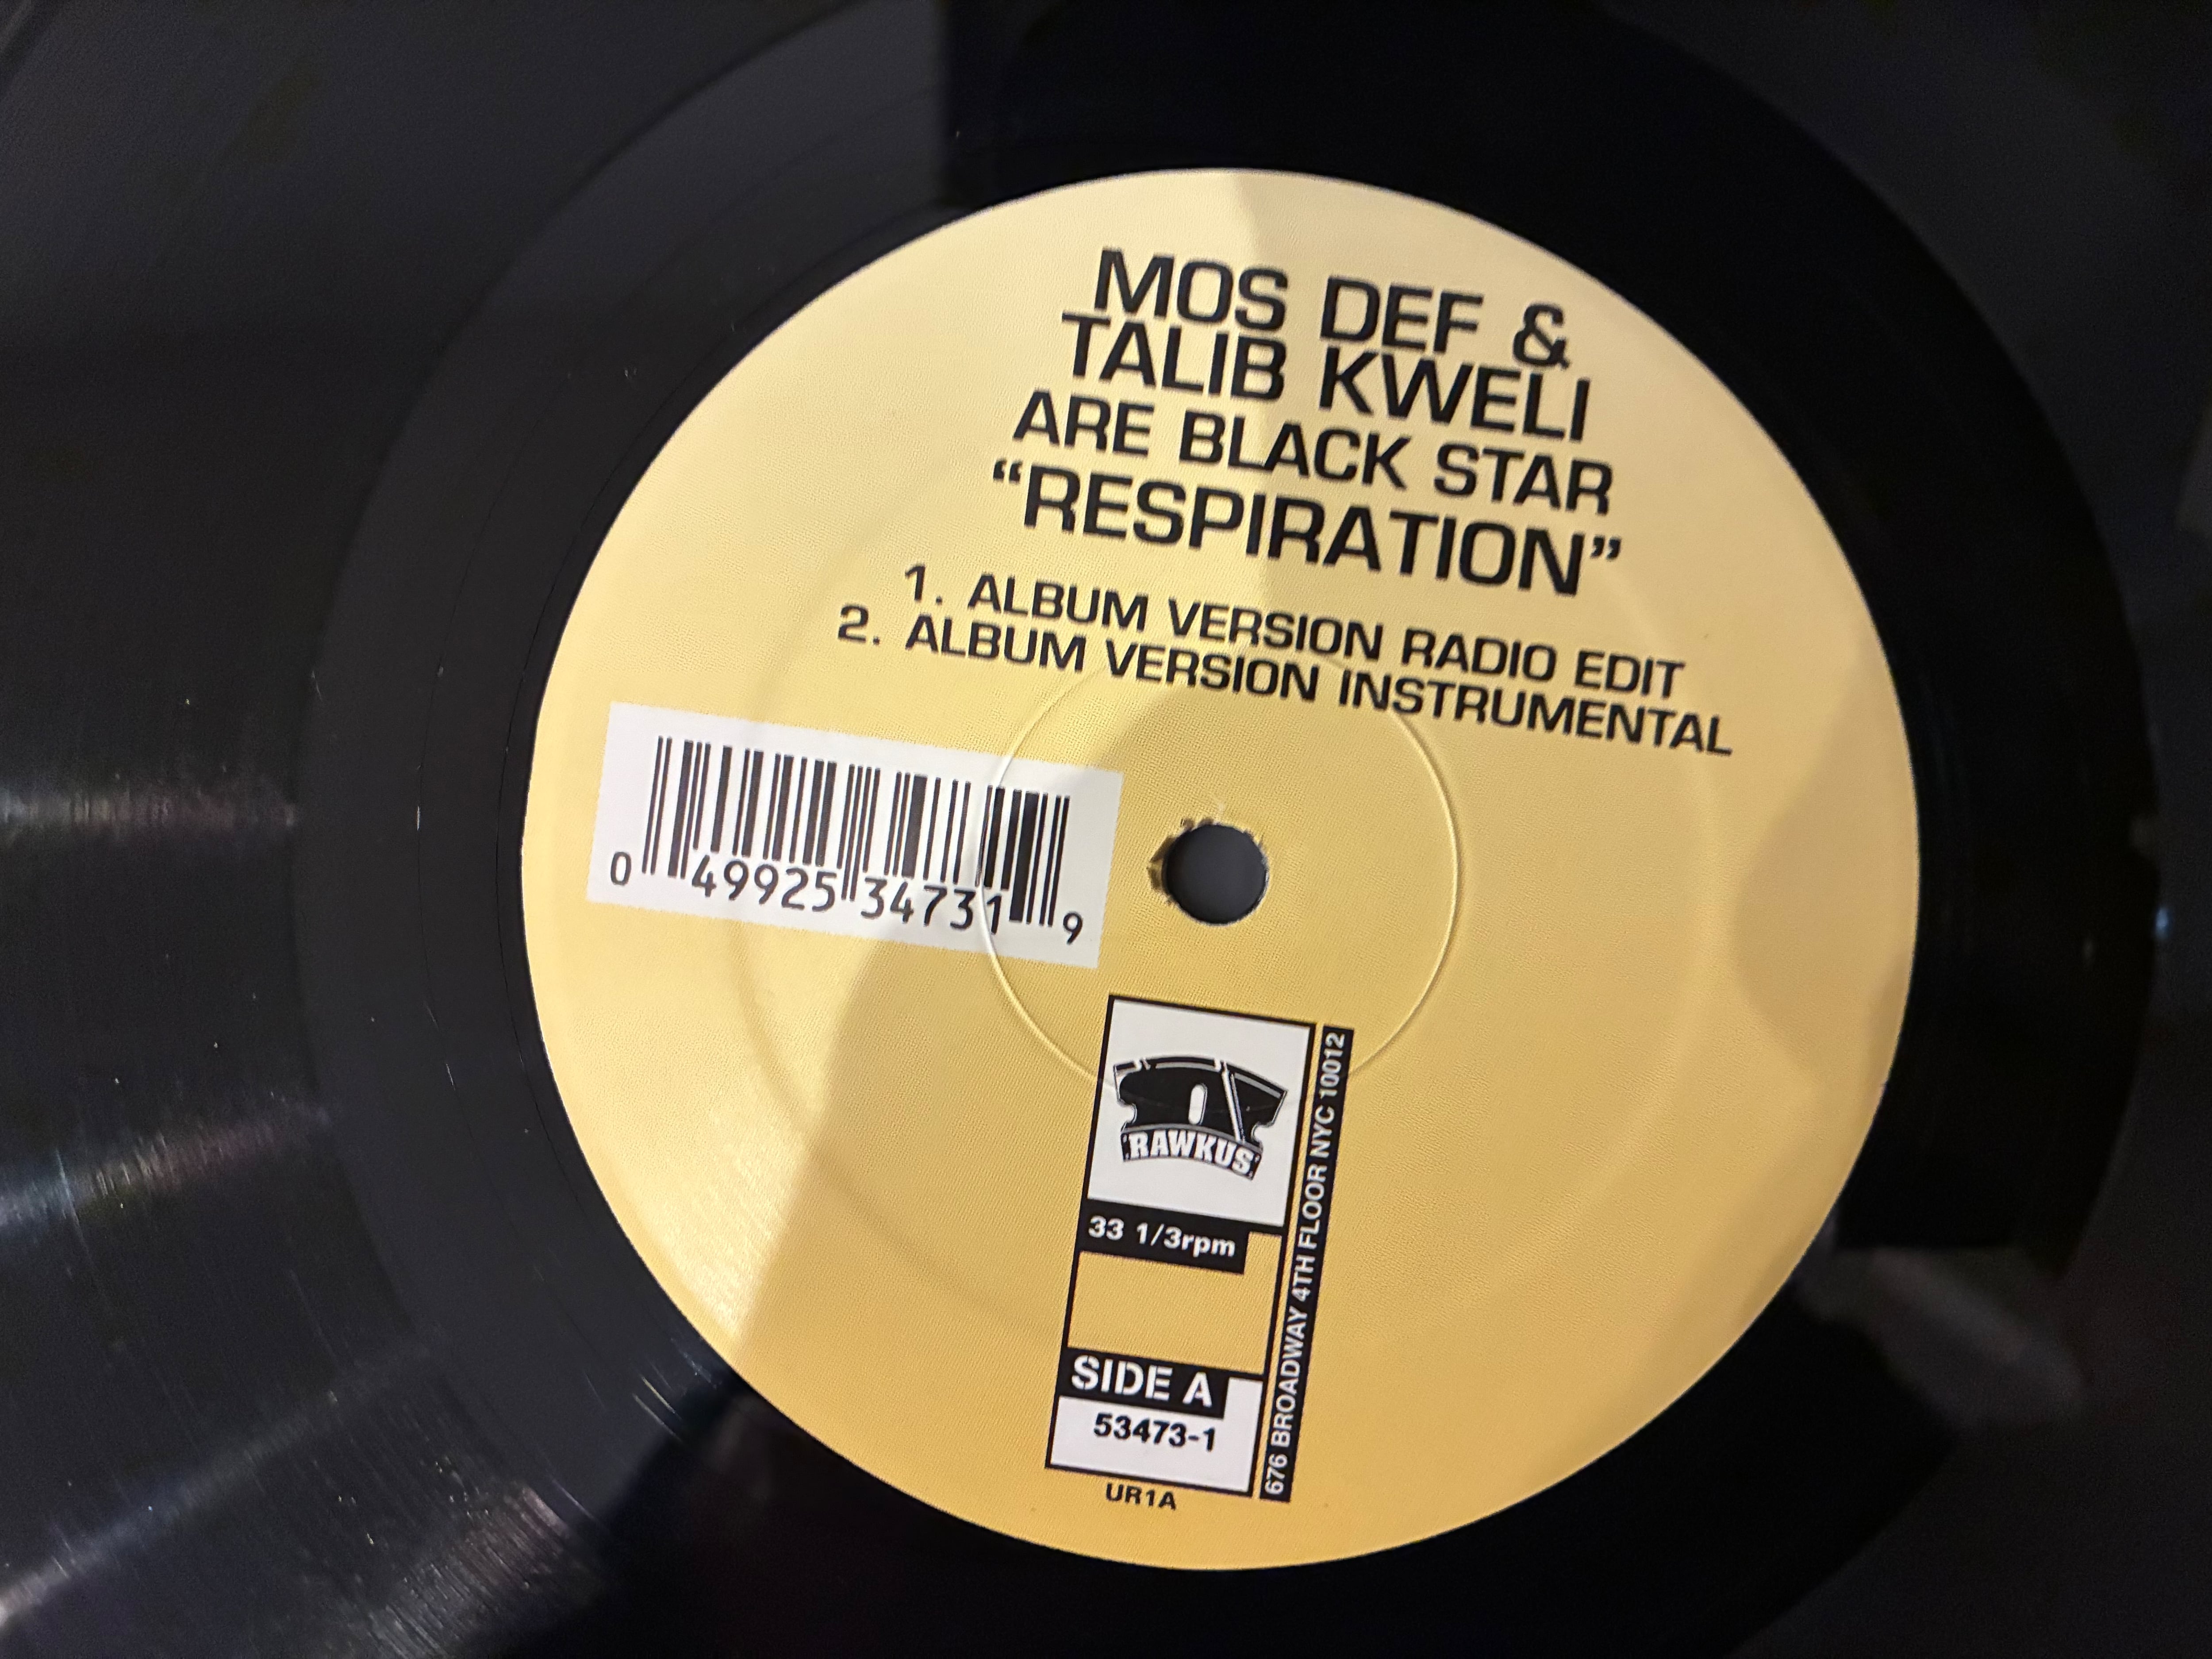 MOS DEF &
TALIB KWELI
ARE BLACK STAR
“RESPIRATION”
1. ALBUM VERSION RADIO EDIT
2. ALBUM VERSION INSTRUMENTAL
0 49925 34731 9
RAWKUS
33 1/3rpm
SIDE A
53473-1
UR1A
676 BROADWAY 4TH FLOOR NYC 10012